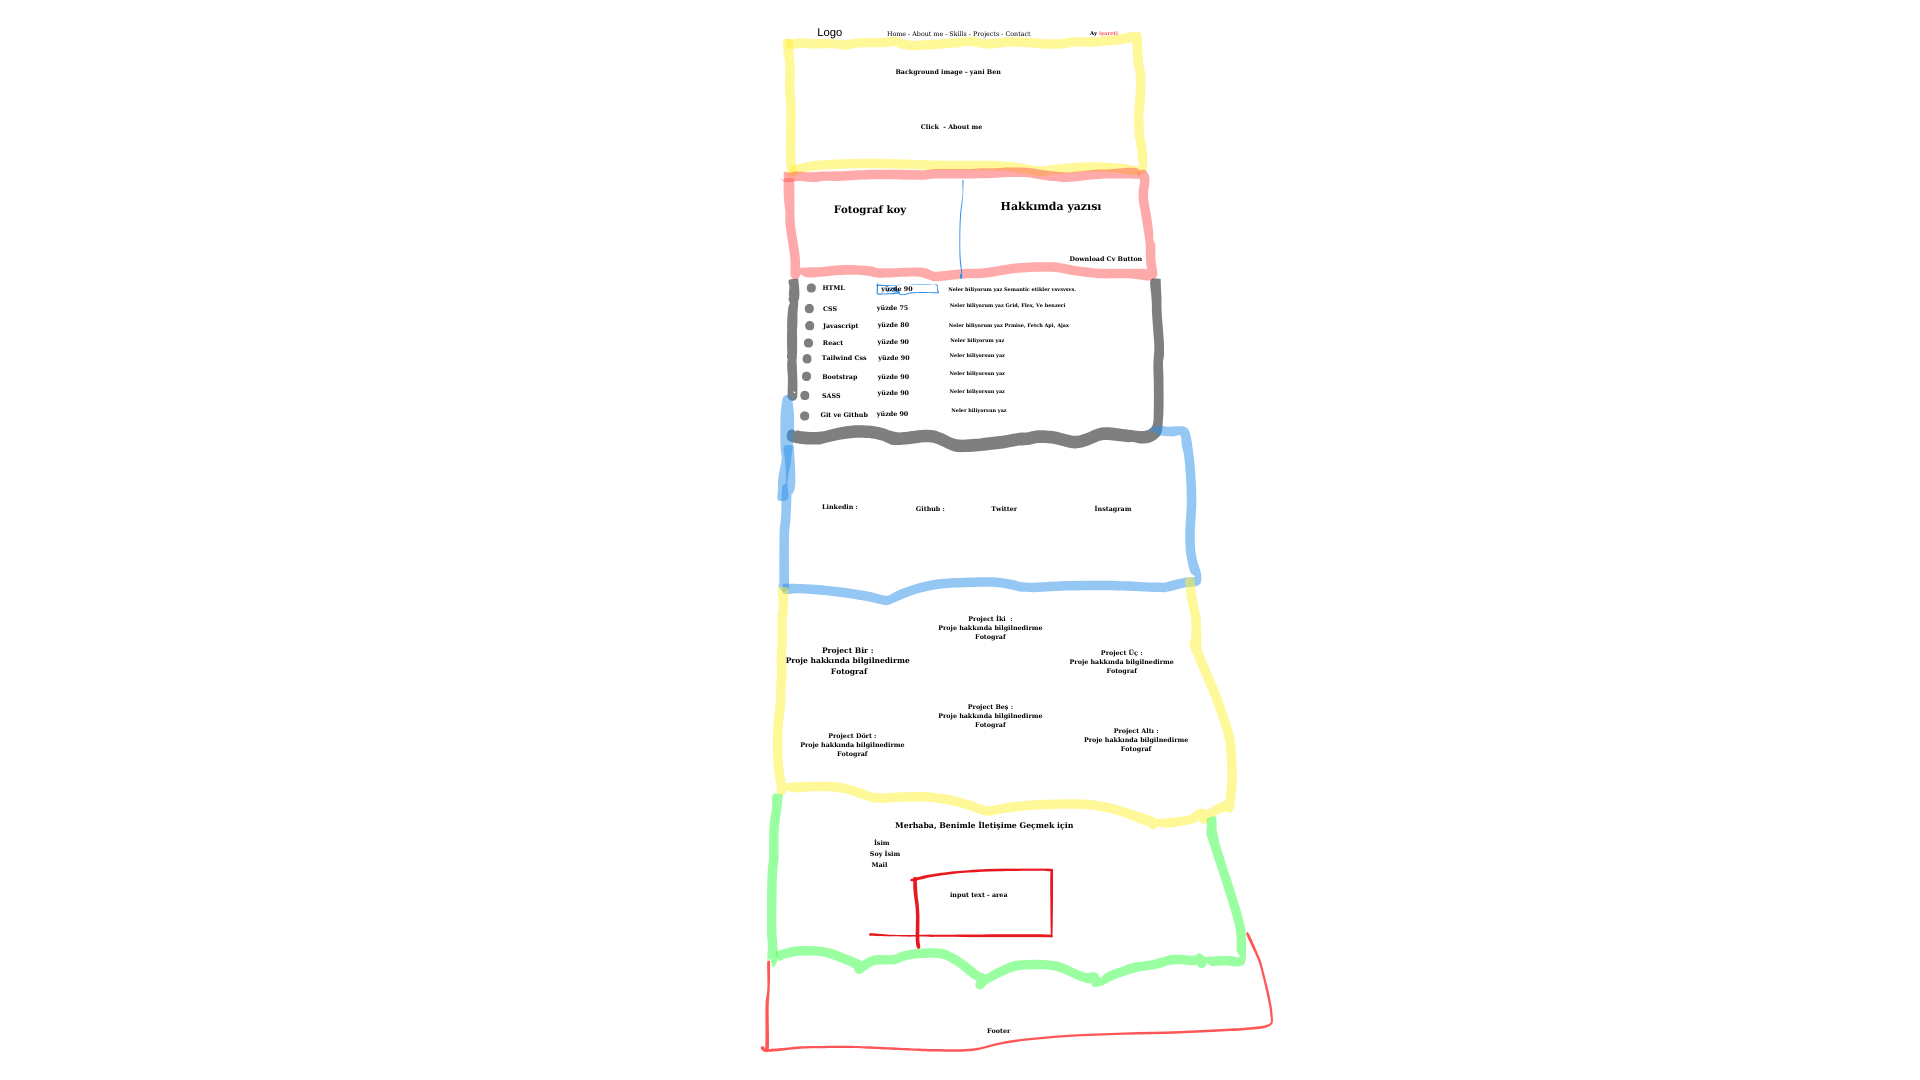 Logo
Home - About me - Skills - Projects - Contact
Ay işareti
Background image - yani Ben
Click - About me
Fotograf koy
Hakkımda yazısı
Download Cv Button
HTML
yüzde 90
Neler biliyorum yaz Semantic etikler vsvsvsvs.
CSS
yüzde 75
Neler biliyorum yaz Grid, Flex, Ve benzeri
Javascript
yüzde 80
Neler biliyorum yaz Prmise, Fetch Api, Ajax
React
yüzde 90
Neler biliyorum yaz
Tailwind Css
yüzde 90
Neler biliyorsun yaz
Bootstrap
yüzde 90
Neler biliyorsun yaz
SASS
yüzde 90
Neler biliyorsun yaz
Git ve Github
yüzde 90
Neler biliyorsun yaz
Linkedin :
Github :
Twitter
İnstagram
Project Bir :
Proje hakkında bilgilnedirme
Fotograf
Project İki :
Proje hakkında bilgilnedirme
Fotograf
Project Üç :
Proje hakkında bilgilnedirme
Fotograf
Project Dört :
Proje hakkında bilgilnedirme
Fotograf
Project Beş :
Proje hakkında bilgilnedirme
Fotograf
Project Altı :
Proje hakkında bilgilnedirme
Fotograf
Merhaba, Benimle İletişime Geçmek için
İsim
Soy İsim
Mail
input text - area
Footer